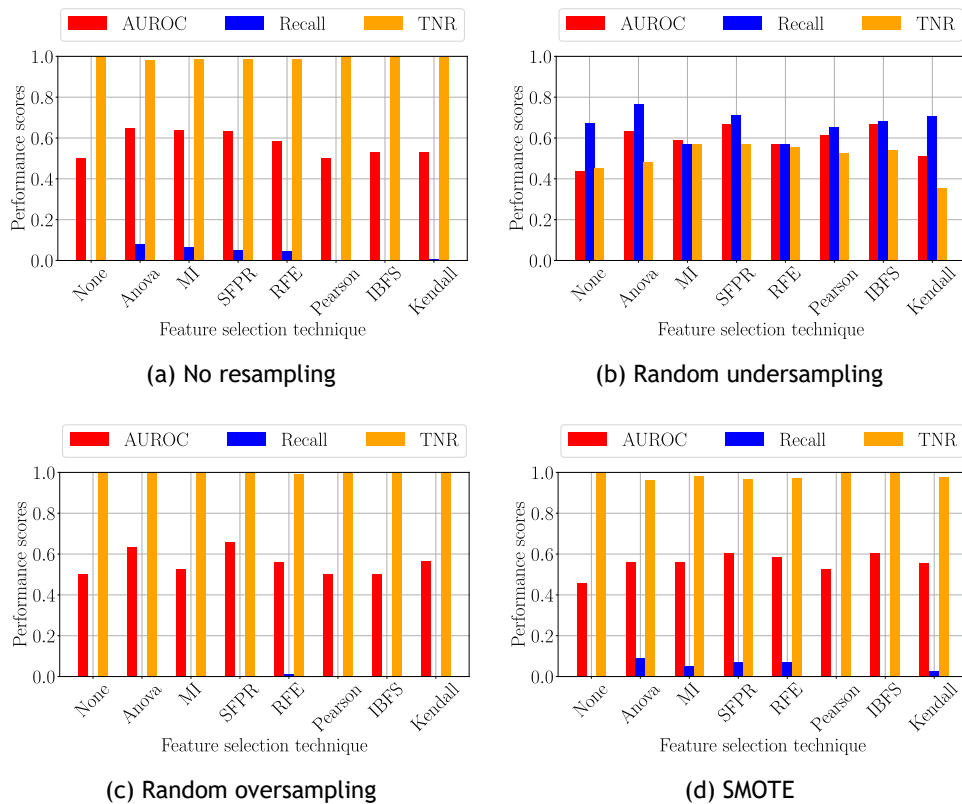 AUROC Recall TNR
1.0
0.8
0.6
0.4
0.2
0.0
Performance scores
None Anova MI SFPR RFE Pearson IBFS Kendall
Feature selection technique
(a) No resampling
AUROC Recall TNR
1.0
0.8
0.6
0.4
0.2
0.0
Performance scores
None Anova MI SFPR RFE Pearson IBFS Kendall
Feature selection technique
(b) Random undersampling
AUROC Recall TNR
1.0
0.8
0.6
0.4
0.2
0.0
Performance scores
None Anova MI SFPR RFE Pearson IBFS Kendall
Feature selection technique
(c) Random oversampling
AUROC Recall TNR
1.0
0.8
0.6
0.4
0.2
0.0
Performance scores
None Anova MI SFPR RFE Pearson IBFS Kendall
Feature selection technique
(d) SMOTE